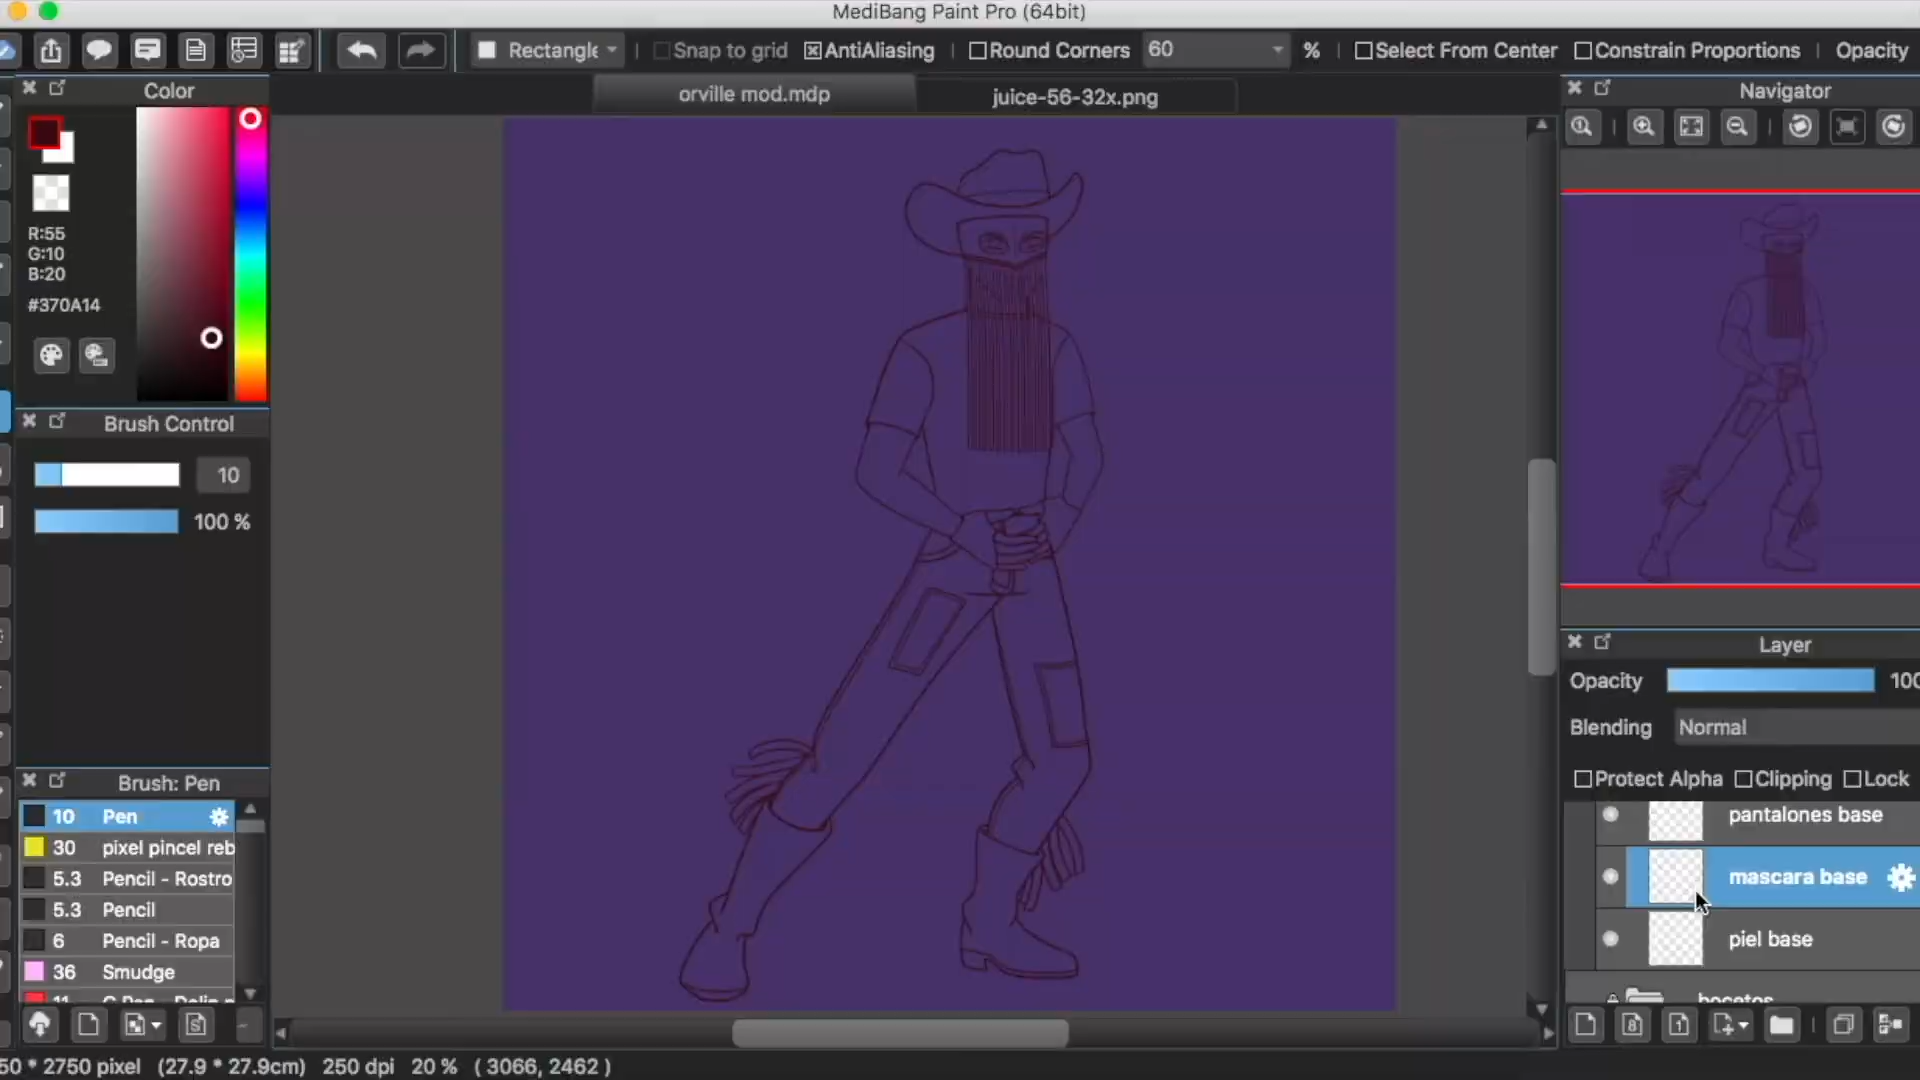 MediBang Paint Pro (64bit)
Rectangle
Snap to grid
AntiAliasing
Round Corners
60
%
Select From Center
Constrain Proportions
Opacity
orville mod.mdp
juice-56-32x.png
Color
R:55
G:10
B:20
#370A14
Brush Control
10
100 %
Brush: Pen
10 Pen
30 pixel pincel reb
5.3 Pencil - Rostro
5.3 Pencil
6 Pencil - Ropa
36 Smudge
Navigator
Layer
Opacity 100
Blending Normal
Protect Alpha Clipping Lock
pantalones base
mascara base
piel base
bocetos
50 * 2750 pixel (27.9 * 27.9cm) 250 dpi 20 % ( 3066, 2462 )